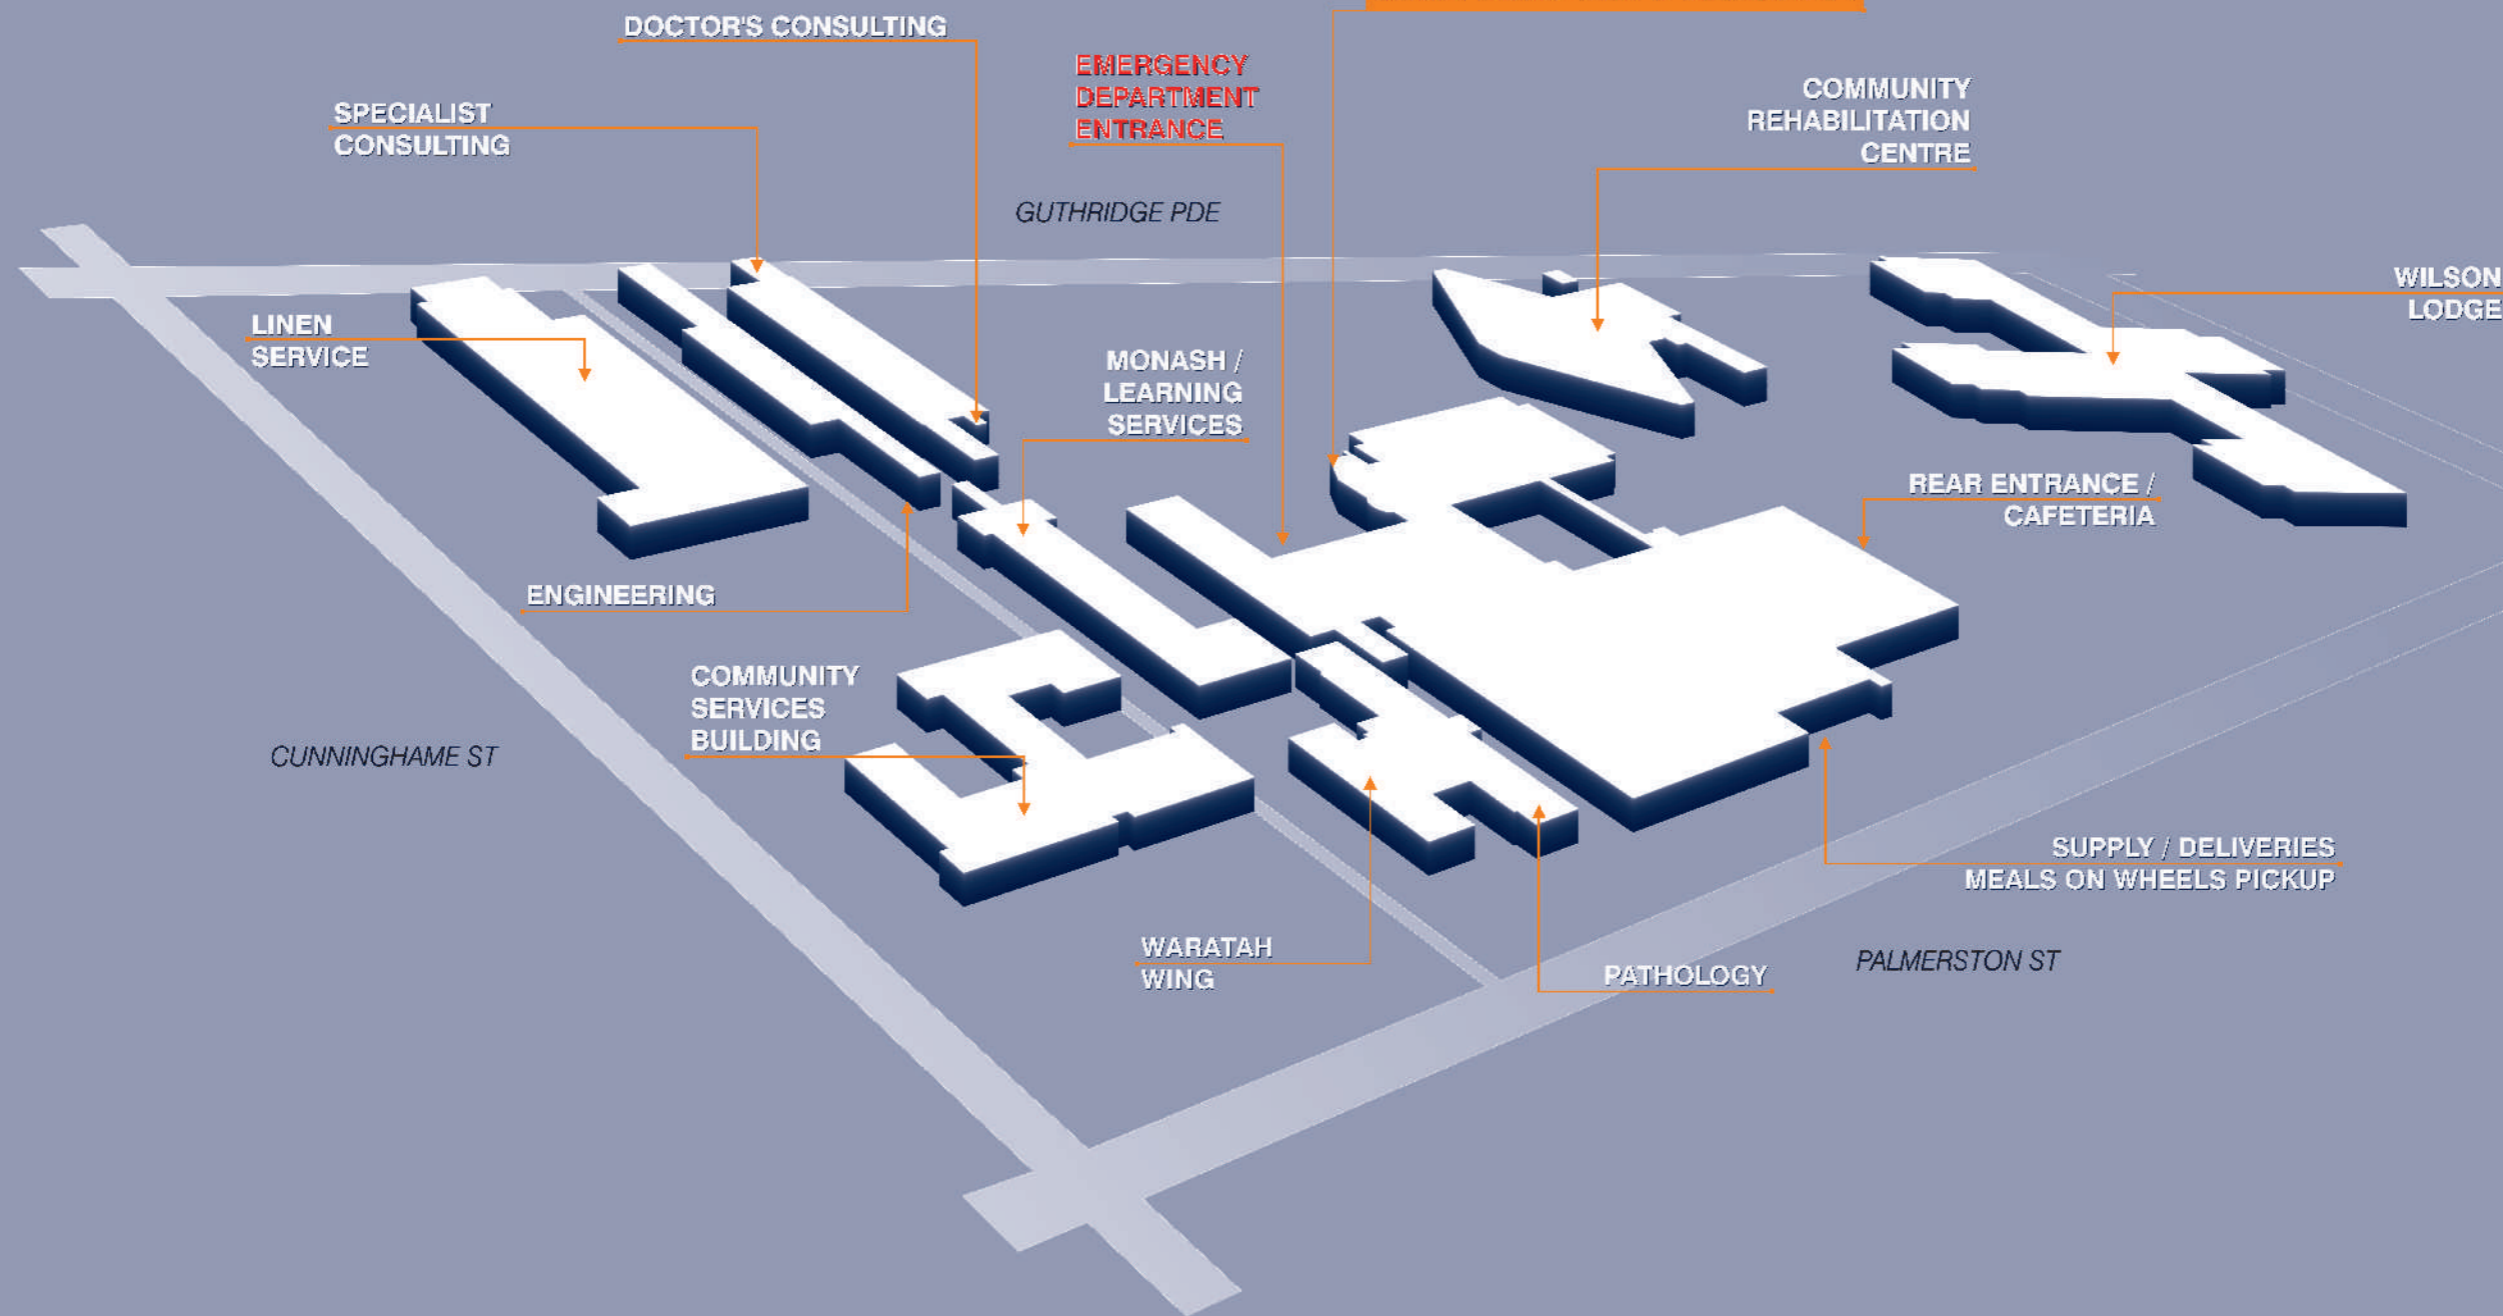 DOCTOR'S CONSULTING
EMERGENCY
DEPARTMENT
ENTRANCE
COMMUNITY
REHABILITATION
CENTRE
SPECIALIST
CONSULTING
GUTHRIDGE PDE
WILSON
LODGE
LINEN
SERVICE
MONASH /
LEARNING
SERVICES
REAR ENTRANCE /
CAFETERIA
ENGINEERING
COMMUNITY
SERVICES
BUILDING
CUNNINGHAME ST
SUPPLY / DELIVERIES
MEALS ON WHEELS PICKUP
WARATAH
WING
PATHOLOGY
PALMERSTON ST